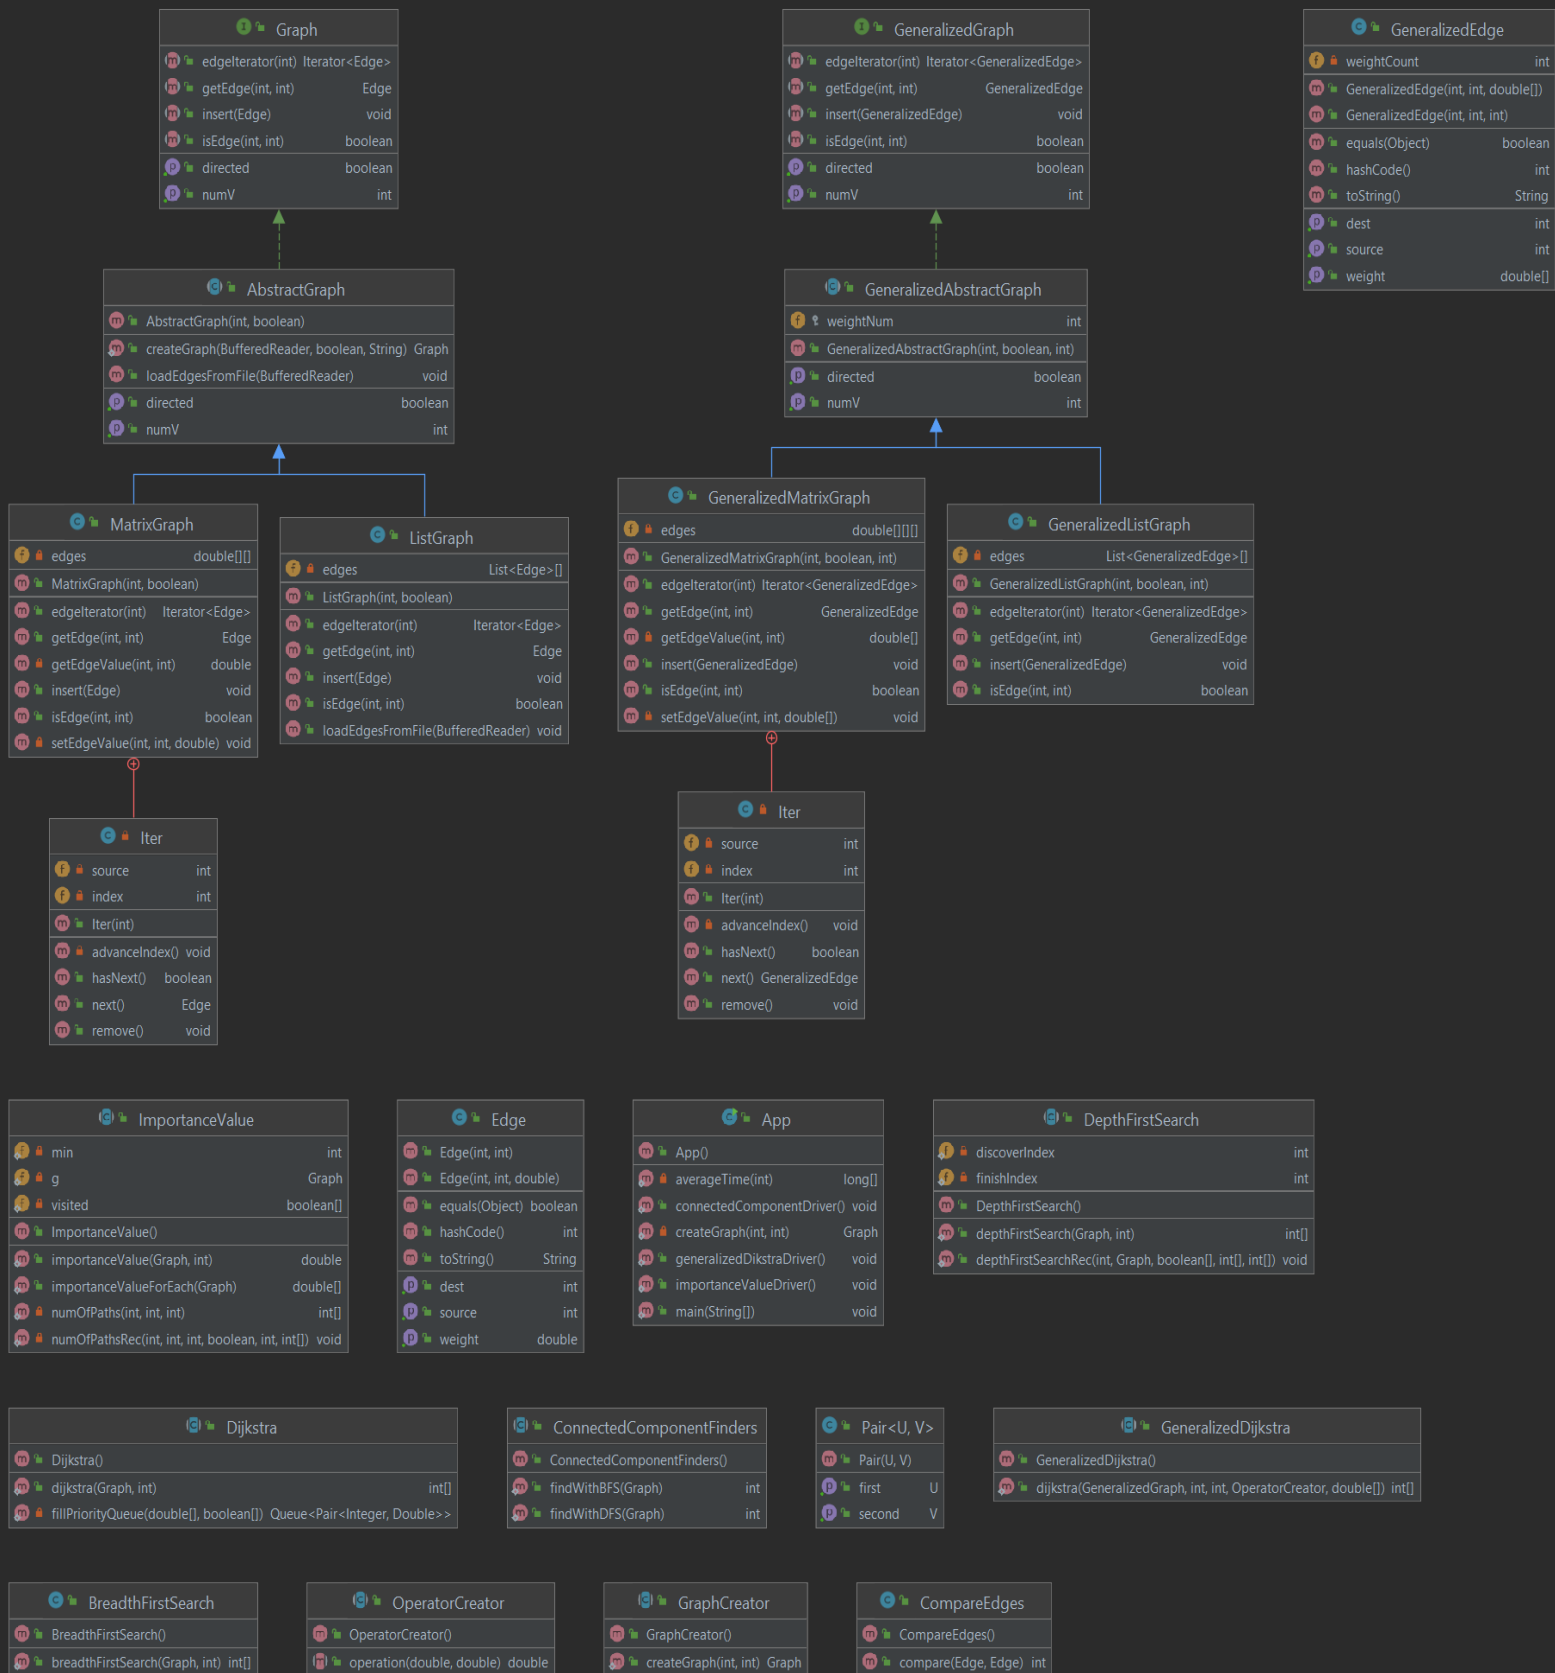 Graph
edgeIterator(int) Iterator<Edge>
getEdge(int, int) Edge
insert(Edge) void
isEdge(int, int) boolean
directed boolean
numV int
GeneralizedGraph
edgeIterator(int) Iterator<GeneralizedEdge>
getEdge(int, int) GeneralizedEdge
insert(GeneralizedEdge) void
isEdge(int, int) boolean
directed boolean
numV int
GeneralizedEdge
weightCount int
GeneralizedEdge(int, int, double[])
GeneralizedEdge(int, int, int)
equals(Object) boolean
hashCode() int
toString() String
dest int
source int
weight double[]
AbstractGraph
AbstractGraph(int, boolean)
createGraph(BufferedReader, boolean, String) Graph
loadEdgesFromFile(BufferedReader) void
directed boolean
numV int
GeneralizedAbstractGraph
weightNum int
GeneralizedAbstractGraph(int, boolean, int)
directed boolean
numV int
MatrixGraph
edges double[][]
MatrixGraph(int, boolean)
edgeIterator(int) Iterator<Edge>
getEdge(int, int) Edge
getEdgeValue(int, int) double
insert(Edge) void
isEdge(int, int) boolean
setEdgeValue(int, int, double) void
ListGraph
edges List<Edge>[]
ListGraph(int, boolean)
edgeIterator(int) Iterator<Edge>
getEdge(int, int) Edge
insert(Edge) void
isEdge(int, int) boolean
loadEdgesFromFile(BufferedReader) void
GeneralizedMatrixGraph
edges double[][][]
GeneralizedMatrixGraph(int, boolean, int)
edgeIterator(int) Iterator<GeneralizedEdge>
getEdge(int, int) GeneralizedEdge
getEdgeValue(int, int) double[]
insert(GeneralizedEdge) void
isEdge(int, int) boolean
setEdgeValue(int, int, double[]) void
GeneralizedListGraph
edges List<GeneralizedEdge>[]
GeneralizedListGraph(int, boolean, int)
edgeIterator(int) Iterator<GeneralizedEdge>
getEdge(int, int) GeneralizedEdge
insert(GeneralizedEdge) void
isEdge(int, int) boolean
Iter
source int
index int
Iter(int)
advanceIndex() void
hasNext() boolean
next() Edge
remove() void
Iter
source int
index int
Iter(int)
advanceIndex() void
hasNext() boolean
next() GeneralizedEdge
remove() void
ImportanceValue
min int
g Graph
visited boolean[]
ImportanceValue()
importanceValue(Graph, int) double
importanceValueForEach(Graph) double[]
numOfPaths(int, int, int) int[]
numOfPathsRec(int, int, int, boolean, int, int[]) void
Edge
Edge(int, int)
Edge(int, int, double)
equals(Object) boolean
hashCode() int
toString() String
dest int
source int
weight double
App
App()
averageTime(int) long[]
connectedComponentDriver() void
createGraph(int, int) Graph
generalizedDikstraDriver() void
importanceValueDriver() void
main(String[]) void
DepthFirstSearch
discoverIndex int
finishIndex int
DepthFirstSearch()
depthFirstSearch(Graph, int) int[]
depthFirstSearchRec(int, Graph, boolean[], int[], int[]) void
Dijkstra
Dijkstra()
dijkstra(Graph, int) int[]
fillPriorityQueue(double[], boolean[]) Queue<Pair<Integer, Double>>
ConnectedComponentFinders
ConnectedComponentFinders()
findWithBFS(Graph) int
findWithDFS(Graph) int
Pair<U, V>
Pair(U, V)
first U
second V
GeneralizedDijkstra
GeneralizedDijkstra()
dijkstra(GeneralizedGraph, int, int, OperatorCreator, double[]) int[]
BreadthFirstSearch
BreadthFirstSearch()
breadthFirstSearch(Graph, int) int[]
OperatorCreator
OperatorCreator()
operation(double, double) double
GraphCreator
GraphCreator()
createGraph(int, int) Graph
CompareEdges
CompareEdges()
compare(Edge, Edge) int